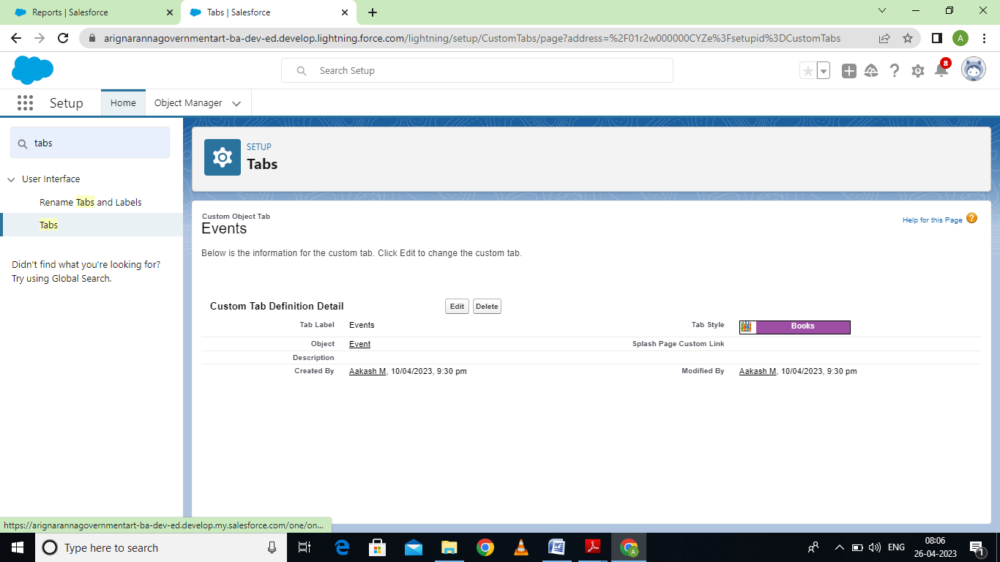 Reports | Salesforce
Tabs | Salesforce
arignarannagovernmentart-ba-dev-ed.develop.lightning.force.com/lightning/setup/CustomTabs/page?address=%2F01r2w000000CYZe%3Fsetupid%3DCustomTabs
A
Search Setup
8
Setup
Home
Object Manager
tabs
User Interface
Rename Tabs and Labels
Tabs
Didn't find what you're looking for?
Try using Global Search.
SETUP
Tabs
Custom Object Tab
Events
Help for this Page ?
Below is the information for the custom tab. Click Edit to change the custom tab.
Custom Tab Definition Detail
Edit
Delete
Tab Label Events
Tab Style Books
Object Event
Splash Page Custom Link
Description
Created By Aakash M, 10/04/2023, 9:30 pm
Modified By Aakash M, 10/04/2023, 9:30 pm
https://arignarannagovernmentart-ba-dev-ed.develop.my.salesforce.com/one/on...
Type here to search
A
ENG
08:06
26-04-2023
1